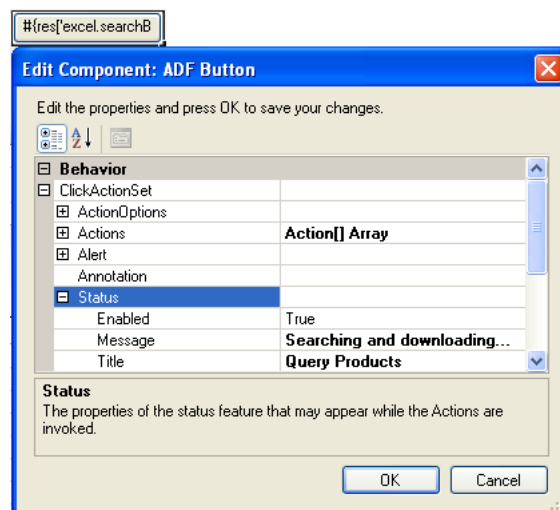 #{res['excel.searchB
Edit Component: ADF Button
Edit the properties and press OK to save your changes.
Behavior
ClickActionSet
ActionOptions
Actions Action[] Array
Alert
Annotation
Status
Enabled True
Message Searching and downloading...
Title Query Products
Status
The properties of the status feature that may appear while the Actions are
invoked.
OK Cancel